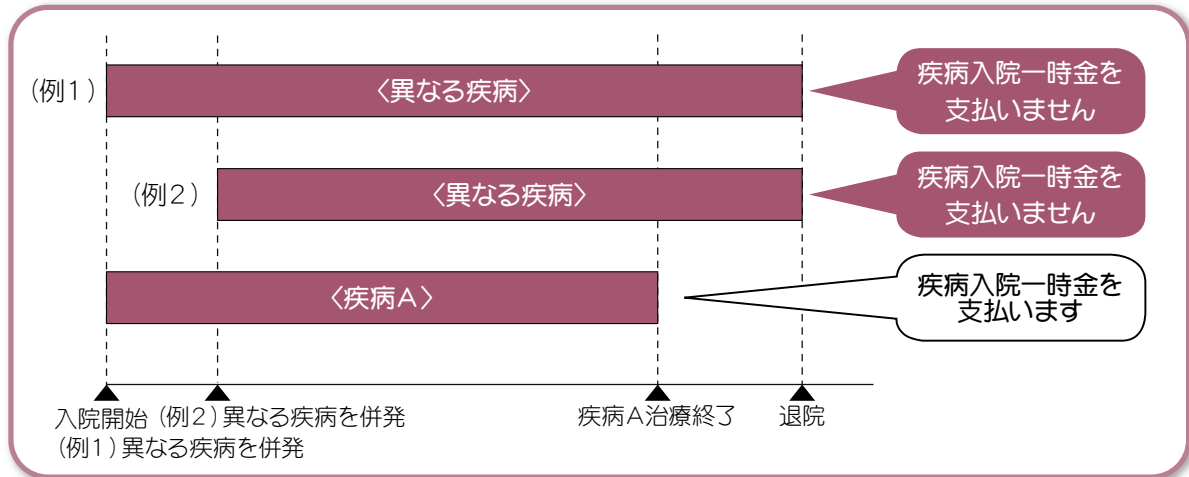 (例1)
〈異なる疾病〉
疾病入院一時金を
支払いません
(例2)
〈異なる疾病〉
疾病入院一時金を
支払いません
〈疾病A〉
疾病入院一時金を
支払います
入院開始 (例2)異なる疾病を併発 疾病A治療終了 退院
(例1)異なる疾病を併発